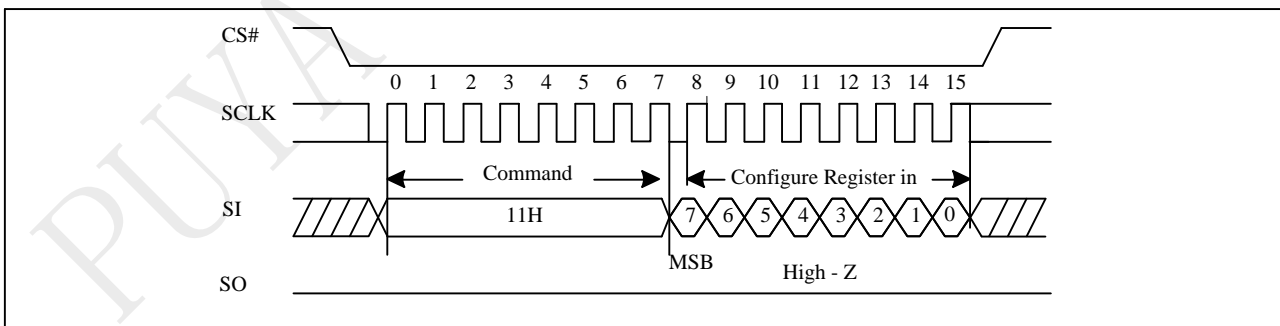 CS#
0 1 2 3 4 5 6 7 8 9 10 11 12 13 14 15
SCLK
Command
Configure Register in
SI
11H
7 6 5 4 3 2 1 0
MSB
High - Z
SO
PUYA